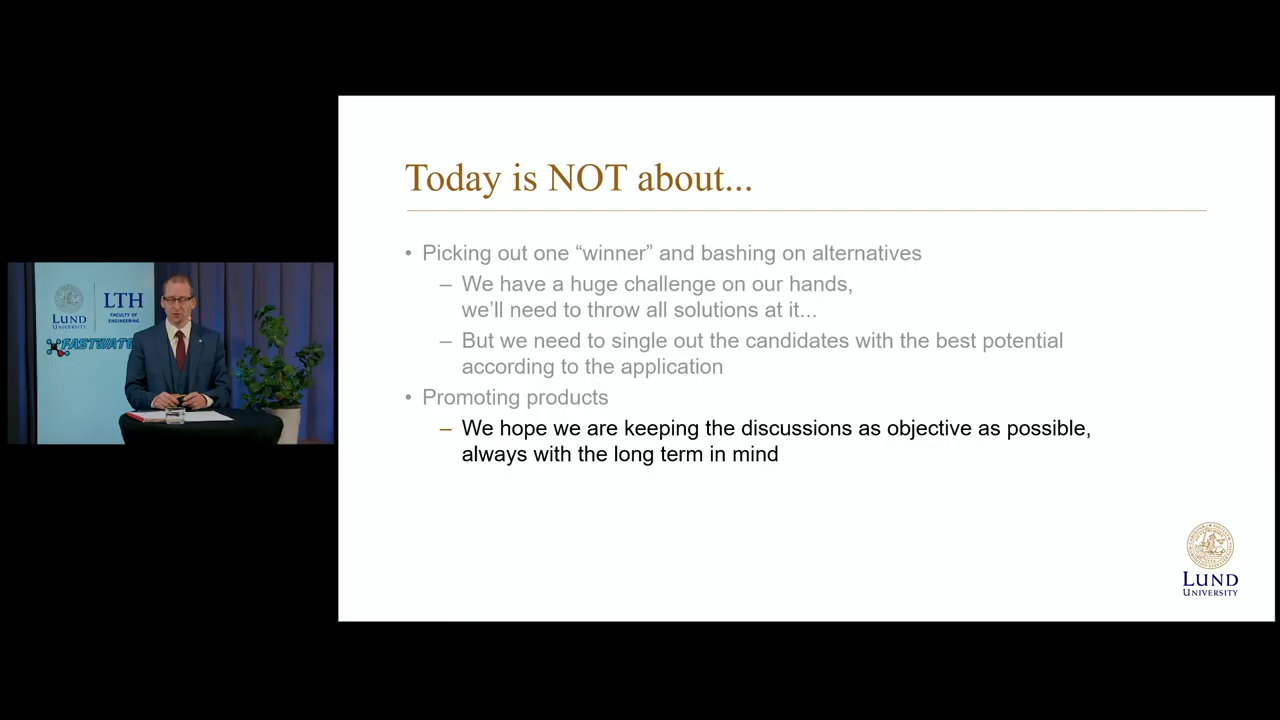 Today is NOT about...
• Picking out one “winner” and bashing on alternatives
– We have a huge challenge on our hands,
we’ll need to throw all solutions at it...
– But we need to single out the candidates with the best potential
according to the application
• Promoting products
– We hope we are keeping the discussions as objective as possible,
always with the long term in mind
LUND
UNIVERSITY
LUND
UNIVERSITY
LTH
FACULTY OF
ENGINEERING
FASTWATE